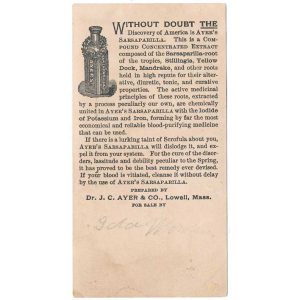 WITHOUT DOUBT THE
Discovery of America is AYER'S
SARSAPARILLA. This is a COM-
POUND CONCENTRATED EXTRACT
composed of the Sarsaparilla-root
of the tropics, Stillingia, Yellow
Dock, Mandrake, and other roots
held in high repute for their alter-
ative, diuretic, tonic, and curative
properties. The active medicinal
principles of these roots, extracted
by a process peculiarly our own, are chemically
united in AYER'S SARSAPARILLA with the Iodide
of Potassium and Iron, forming by far the most
economical and reliable blood-purifying medicine
that can be used.
If there is a lurking taint of Scrofula about you,
AYER'S SARSAPARILLA will dislodge it, and ex-
pel it from your system. For the cure of the disor-
ders, lassitude and debility peculiar to the Spring,
it has proved to be the best remedy ever devised.
If your blood is vitiated, cleanse it without delay
by the use of AYER'S SARSAPARILLA.
PREPARED BY
Dr. J. C. AYER & CO., Lowell, Mass.
FOR SALE BY
Ida